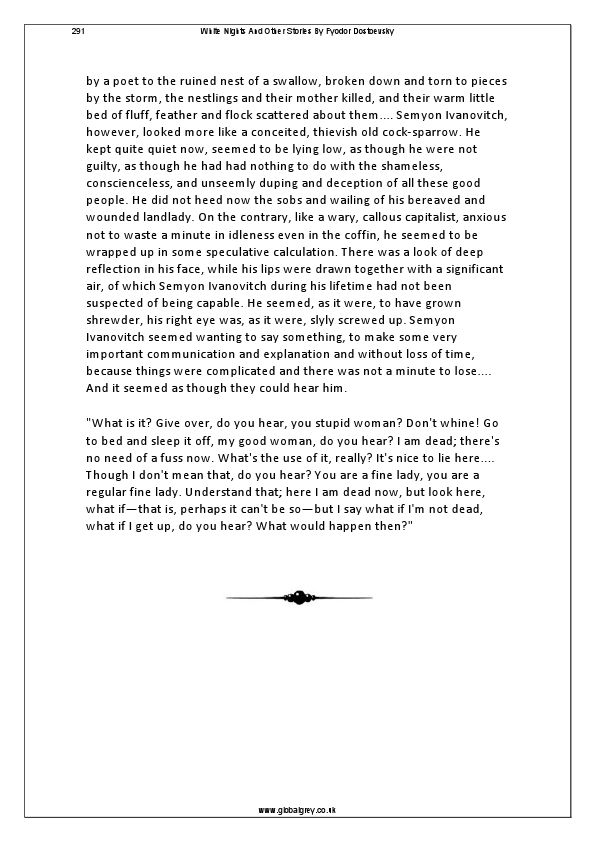 291 White Nights And Other Stories By Fyodor Dostoevsky
by a poet to the ruined nest of a swallow, broken down and torn to pieces
by the storm, the nestlings and their mother killed, and their warm little
bed of fluff, feather and flock scattered about them.... Semyon Ivanovitch,
however, looked more like a conceited, thievish old cock-sparrow. He
kept quite quiet now, seemed to be lying low, as though he were not
guilty, as though he had had nothing to do with the shameless,
conscienceless, and unseemly duping and deception of all these good
people. He did not heed now the sobs and wailing of his bereaved and
wounded landlady. On the contrary, like a wary, callous capitalist, anxious
not to waste a minute in idleness even in the coffin, he seemed to be
wrapped up in some speculative calculation. There was a look of deep
reflection in his face, while his lips were drawn together with a significant
air, of which Semyon Ivanovitch during his lifetime had not been
suspected of being capable. He seemed, as it were, to have grown
shrewder, his right eye was, as it were, slyly screwed up. Semyon
Ivanovitch seemed wanting to say something, to make some very
important communication and explanation and without loss of time,
because things were complicated and there was not a minute to lose....
And it seemed as though they could hear him.
"What is it? Give over, do you hear, you stupid woman? Don't whine! Go
to bed and sleep it off, my good woman, do you hear? I am dead; there's
no need of a fuss now. What's the use of it, really? It's nice to lie here....
Though I don't mean that, do you hear? You are a fine lady, you are a
regular fine lady. Understand that; here I am dead now, but look here,
what if—that is, perhaps it can't be so—but I say what if I'm not dead,
what if I get up, do you hear? What would happen then?"
www.globalgrey.co.uk